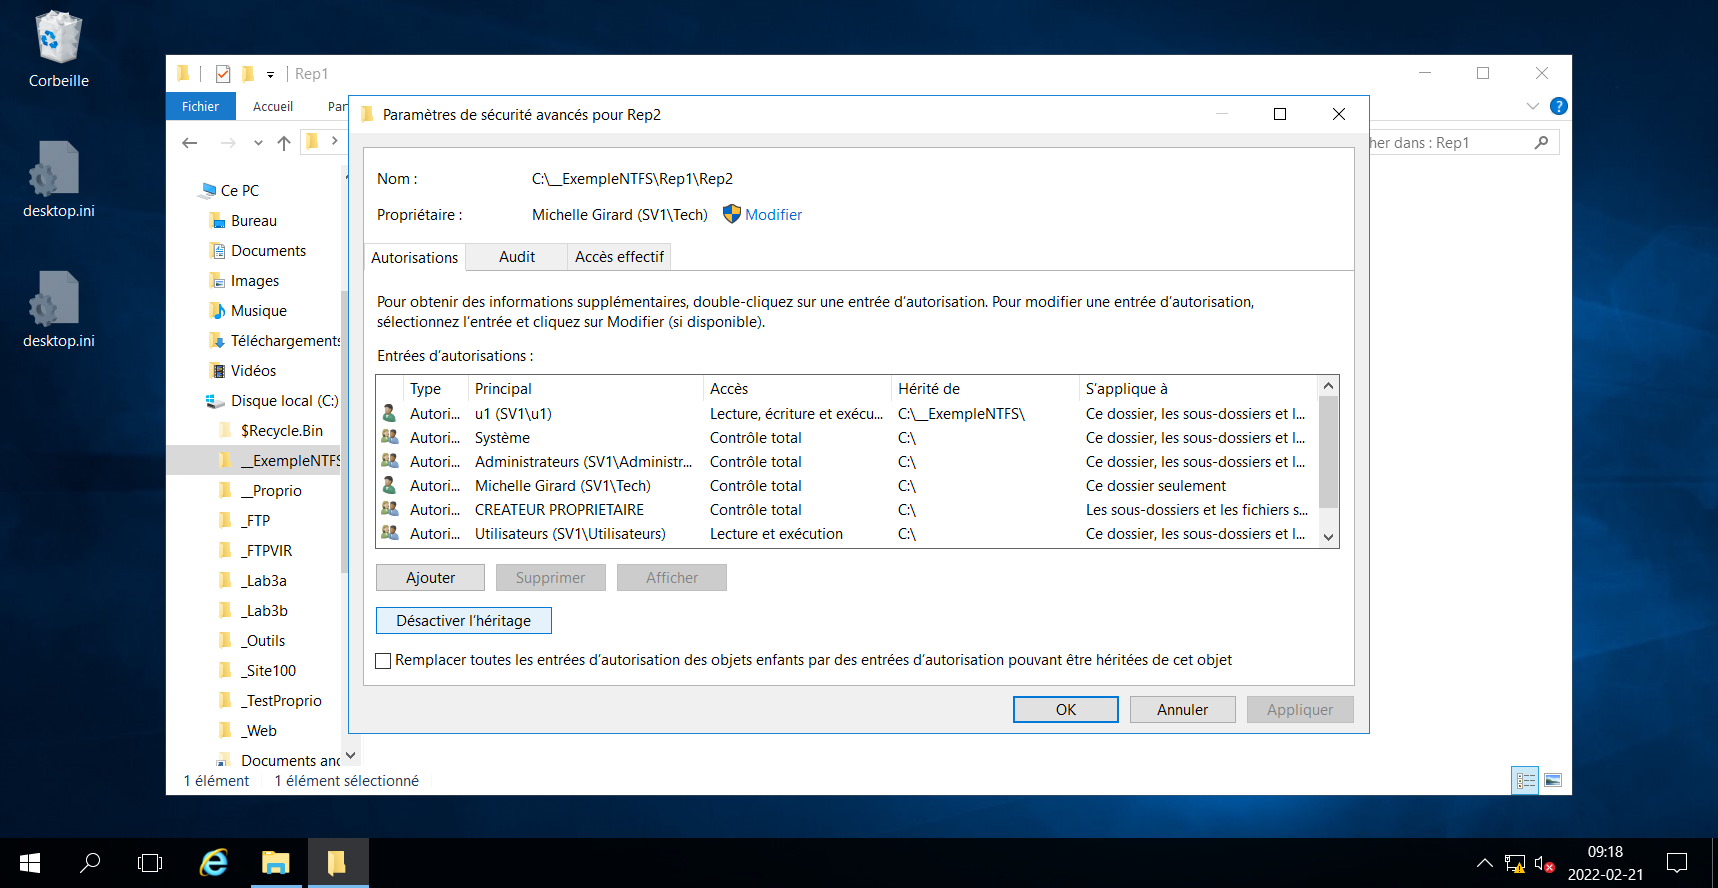 Corbeille
desktop.ini
desktop.ini
Rep1
Fichier
Accueil
Par
her dans : Rep1
Ce PC
Bureau
Documents
Images
Musique
Téléchargements
Vidéos
Disque local (C:)
$Recycle.Bin
__ExempleNTFS
__Proprio
_FTP
_FTPVIR
_Lab3a
_Lab3b
_Outils
_Site100
_TestProprio
_Web
Documents and
1 élément 1 élément sélectionné
Paramètres de sécurité avancés pour Rep2
Nom : C:\__ExempleNTFS\Rep1\Rep2
Propriétaire : Michelle Girard (SV1\Tech) Modifier
Autorisations Audit Accès effectif
Pour obtenir des informations supplémentaires, double-cliquez sur une entrée d’autorisation. Pour modifier une entrée d’autorisation,
sélectionnez l’entrée et cliquez sur Modifier (si disponible).
Entrées d’autorisations :
Type Principal Accès Hérité de S’applique à
Autori... u1 (SV1\u1) Lecture, écriture et exécu... C:\__ExempleNTFS\ Ce dossier, les sous-dossiers et l...
Autori... Système Contrôle total C:\ Ce dossier, les sous-dossiers et l...
Autori... Administrateurs (SV1\Administr... Contrôle total C:\ Ce dossier, les sous-dossiers et l...
Autori... Michelle Girard (SV1\Tech) Contrôle total C:\ Ce dossier seulement
Autori... CREATEUR PROPRIETAIRE Contrôle total C:\ Les sous-dossiers et les fichiers s...
Autori... Utilisateurs (SV1\Utilisateurs) Lecture et exécution C:\ Ce dossier, les sous-dossiers et l...
Ajouter Supprimer Afficher
Désactiver l’héritage
Remplacer toutes les entrées d’autorisation des objets enfants par des entrées d’autorisation pouvant être héritées de cet objet
OK Annuler Appliquer
09:18
2022-02-21